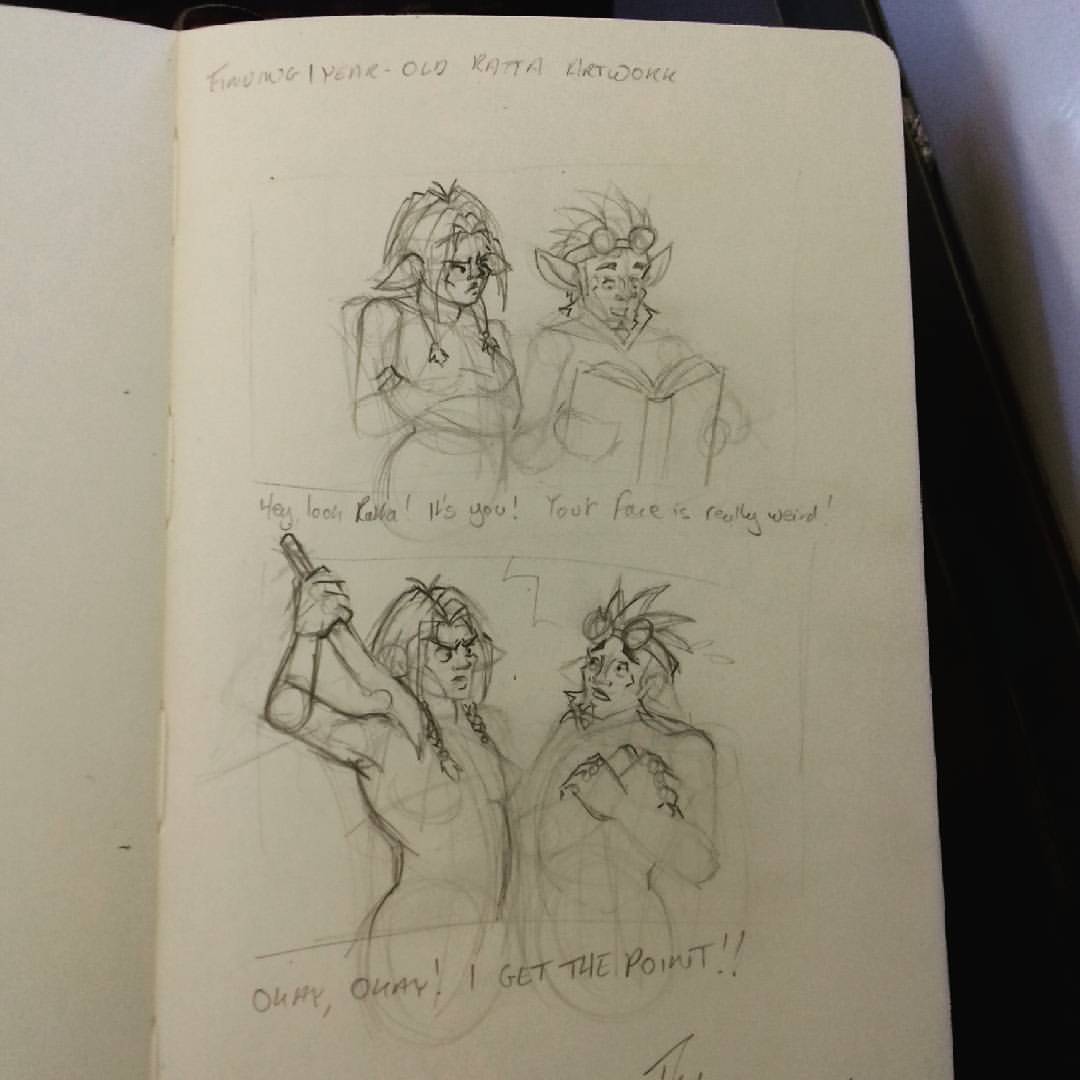 FINDING 1 YEAR-OLD RATTA ARTWORK
Hey, look Ratta! It's you! Your face is really weird!
OKAY, OKAY! I GET THE POINT!!